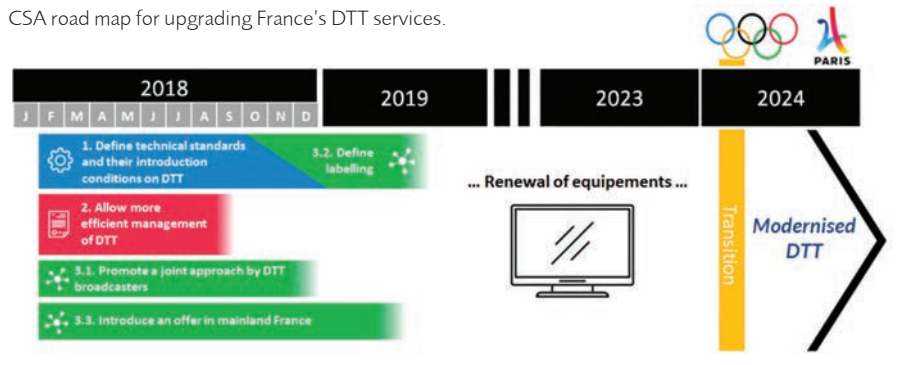 CSA road map for upgrading France's DTT services.
PARIS
2018
J F M A M J J A S O N D
2019
2023
2024
1. Define technical standards
and their introduction
conditions on DTT
3.2. Define
labelling
2. Allow more
efficient management
of DTT
3.1. Promote a joint approach by DTT
broadcasters
3.3. Introduce an offer in mainland France
... Renewal of equipements ...
Transition
Modernised
DTT